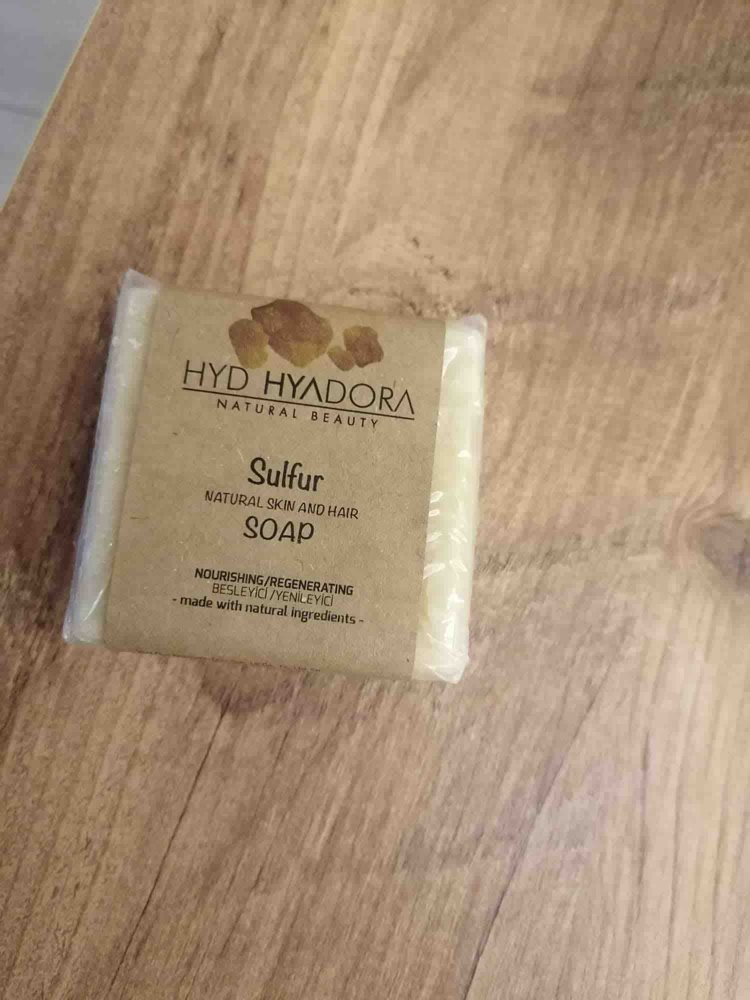 HYD HYADORA
NATURAL BEAUTY
Sulfur
NATURAL SKIN AND HAIR
SOAP
NOURISHING/REGENERATING
BESLEYİCİ /YENİLEYİCİ
- made with natural ingredients -